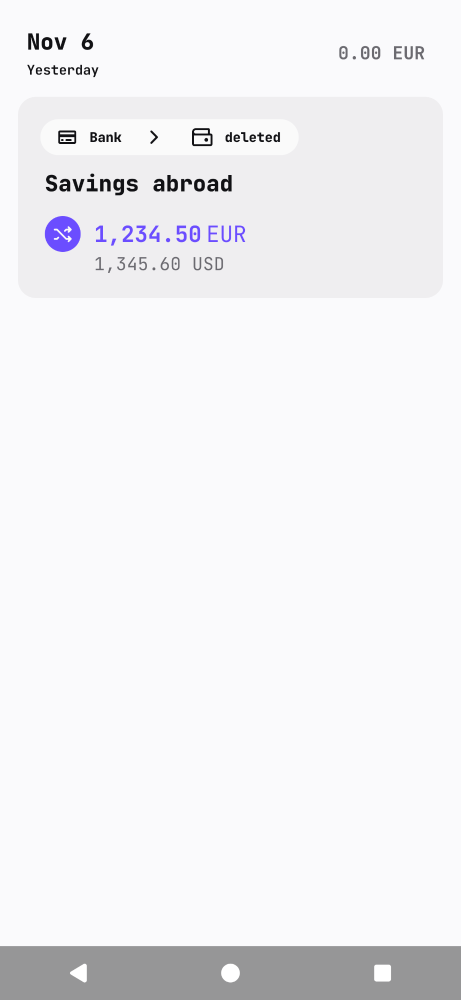 Nov 6
Yesterday
0.00 EUR
Bank
deleted
Savings abroad
1,234.50 EUR
1,345.60 USD